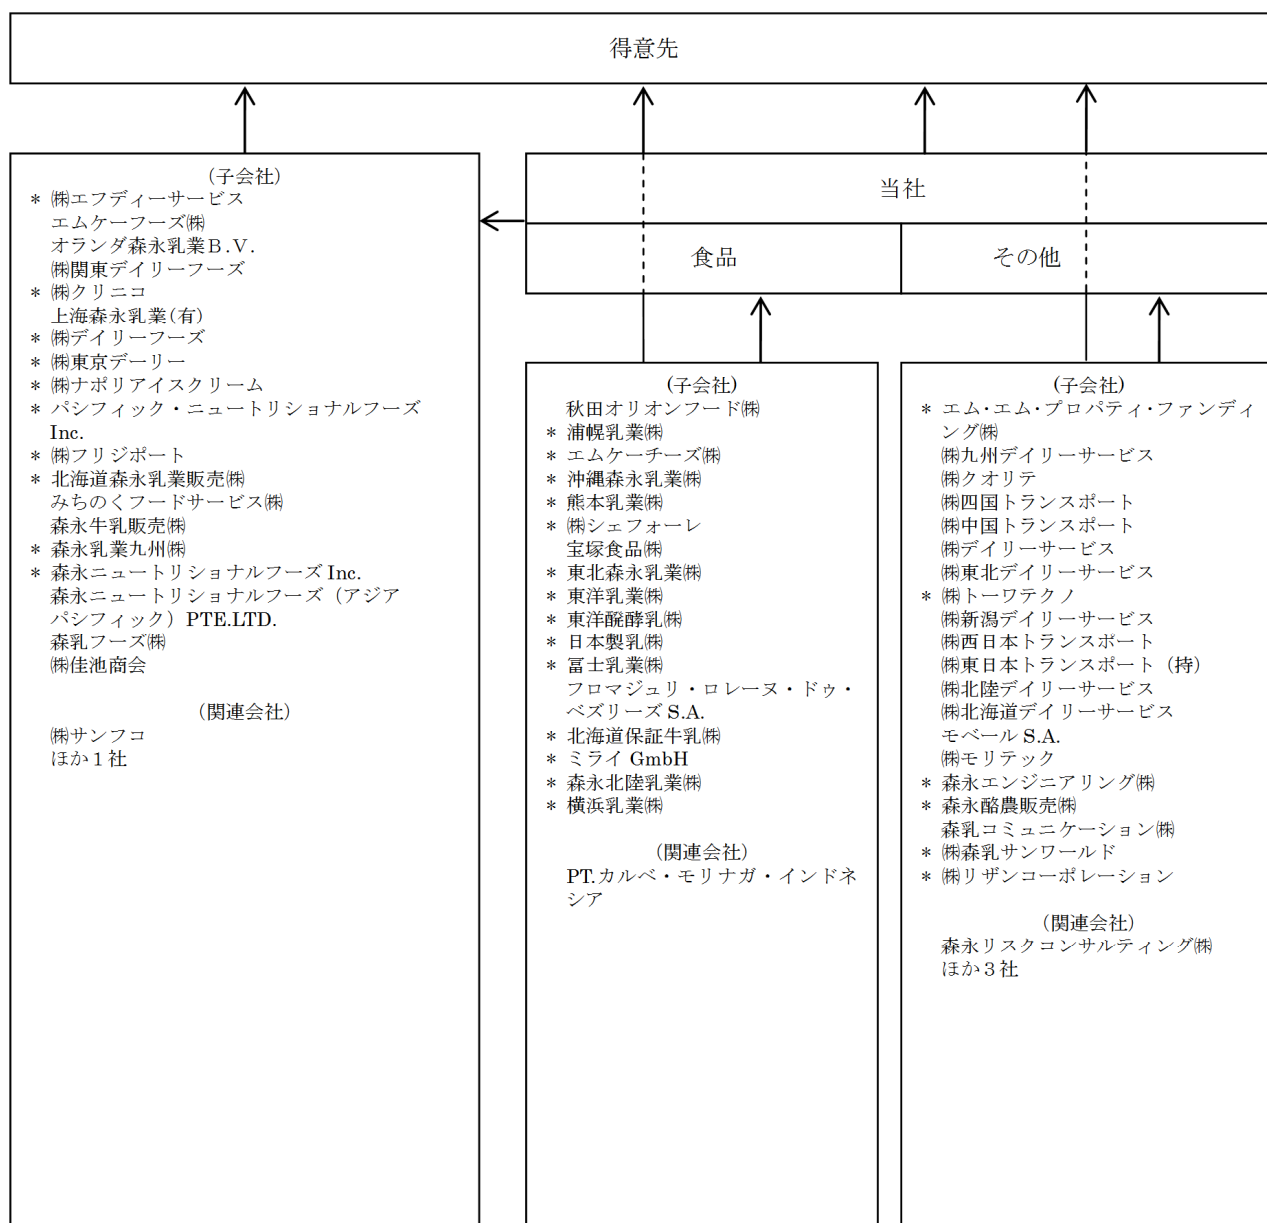 得意先
(子会社)
* ㈱エフディーサービス
エムケーフーズ㈱
オランダ森永乳業Ｂ.Ｖ.
㈱関東デイリーフーズ
* ㈱クリニコ
上海森永乳業(有)
* ㈱デイリーフーズ
* ㈱東京デーリー
* ㈱ナポリアイスクリーム
* パシフィック・ニュートリショナルフーズ
Inc.
* ㈱フリジポート
* 北海道森永乳業販売㈱
みちのくフードサービス㈱
森永牛乳販売㈱
* 森永乳業九州㈱
* 森永ニュートリショナルフーズ Inc.
森永ニュートリショナルフーズ（アジア
パシフィック）PTE.LTD.
森乳フーズ㈱
㈱佳池商会
(関連会社)
㈱サンフコ
ほか１社
当社
食品
その他
(子会社)
秋田オリオンフード㈱
* 浦幌乳業㈱
* エムケーチーズ㈱
* 沖縄森永乳業㈱
* 熊本乳業㈱
* ㈱シェフォーレ
宝塚食品㈱
* 東北森永乳業㈱
* 東洋乳業㈱
* 東洋醗酵乳㈱
* 日本製乳㈱
* 冨士乳業㈱
フロマジュリ・ロレーヌ・ドゥ・
ベズリーズ S.A.
* 北海道保証牛乳㈱
* ミライ GmbH
* 森永北陸乳業㈱
* 横浜乳業㈱
(関連会社)
PT.カルベ・モリナガ・インドネ
シア
(子会社)
* エム・エム・プロパティ・ファンディ
ング㈱
㈱九州デイリーサービス
㈱クオリテ
㈱四国トランスポート
㈱中国トランスポート
㈱デイリーサービス
㈱東北デイリーサービス
* ㈱トーワテクノ
㈱新潟デイリーサービス
㈱西日本トランスポート
㈱東日本トランスポート（持）
㈱北陸デイリーサービス
㈱北海道デイリーサービス
モベール S.A.
㈱モリテック
* 森永エンジニアリング㈱
* 森永酪農販売㈱
森乳コミュニケーション㈱
* ㈱森乳サンワールド
* ㈱リザンコーポレーション
(関連会社)
森永リスクコンサルティング㈱
ほか３社